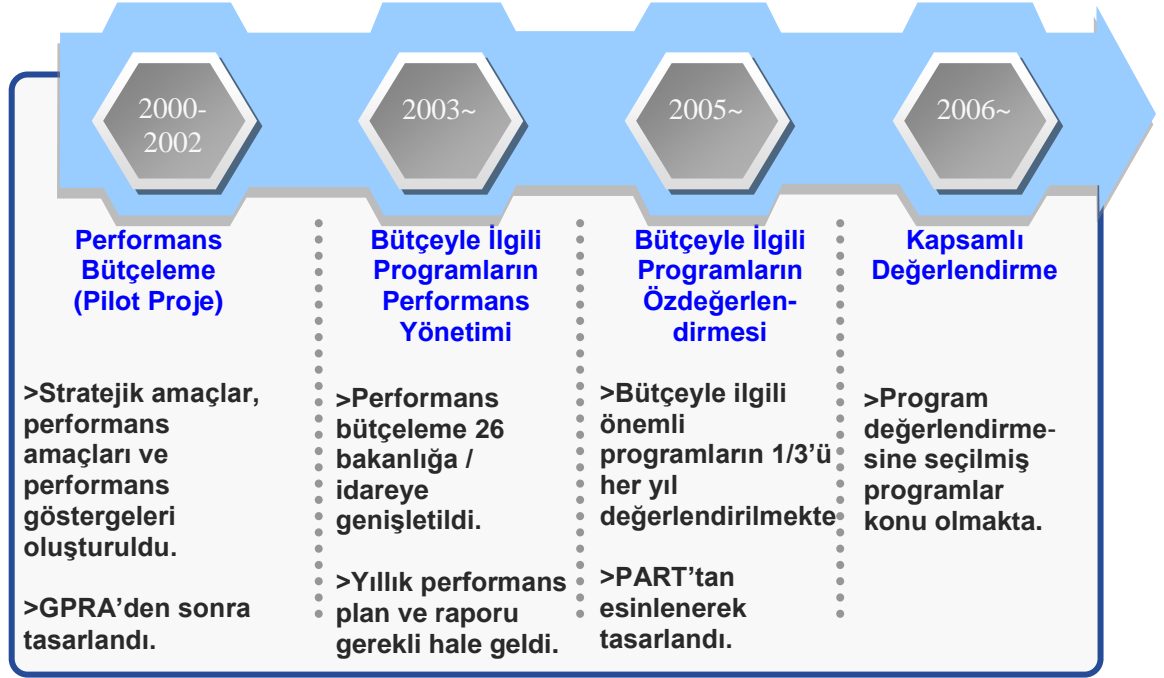 2000-
2002
2003~
2005~
2006~
Performans
Bütçeleme
(Pilot Proje)
>Stratejik amaçlar,
performans
amaçları ve
performans
göstergeleri
oluşturuldu.
>GPRA’den sonra
tasarlandı.
Bütçeyle İlgili
Programların
Performans
Yönetimi
>Performans
bütçeleme 26
bakanlığa /
idareye
genişletildi.
>Yıllık performans
plan ve raporu
gerekli hale geldi.
Bütçeyle İlgili
Programların
Özdeğerlen-
dirmesi
>Bütçeyle ilgili
önemli
programların 1/3’ü
her yıl
değerlendirilmekte
>PART’tan
esinlenerek
tasarlandı.
Kapsamlı
Değerlendirme
>Program
değerlendirme-
sine seçilmiş
programlar
konu olmakta.